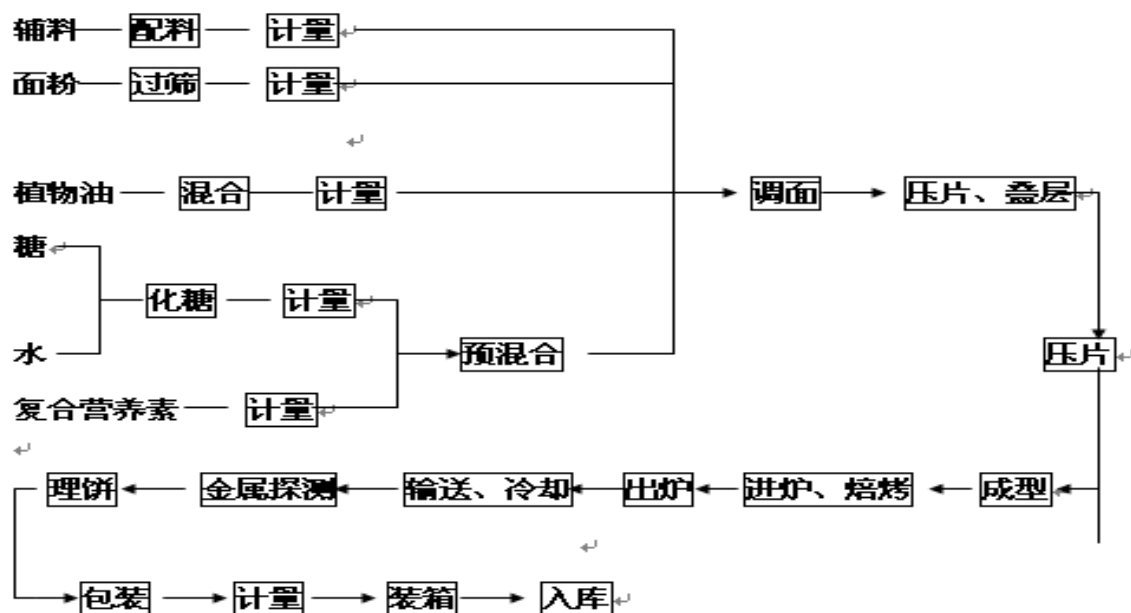 辅料 配料 计量
面粉 过筛 计量
植物油 混合 计量 调面 压片、叠层
糖
化糖 计量
水 预混合 压片
复合营养素 计量
理饼 金属探测 输送、冷却 出炉 进炉、焙烤 成型
包装 计量 装箱 入库